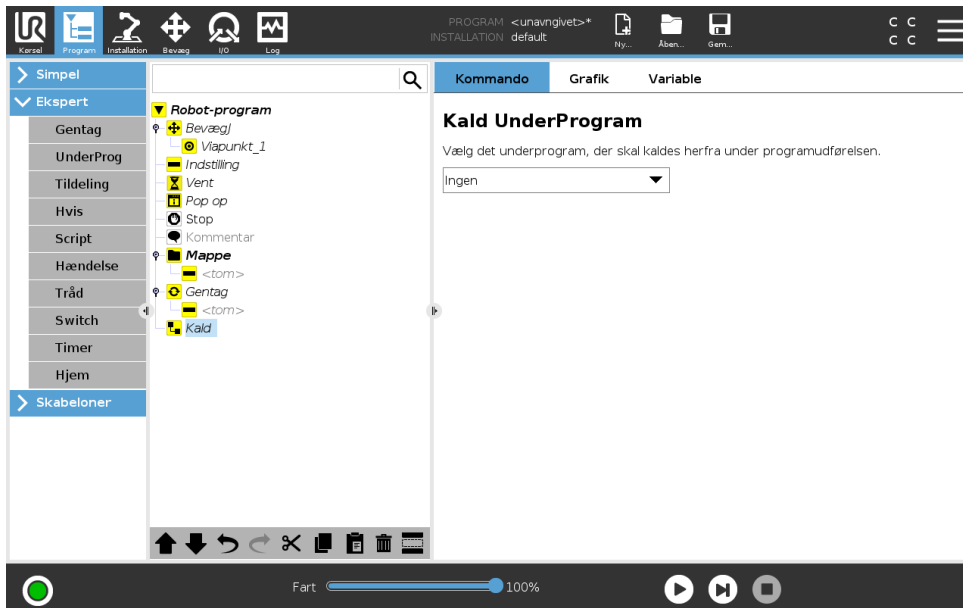 UR
Kørsel
Program
Installation
Bevæg
I/O
Log
PROGRAM <unavngivet>*
INSTALLATION default
Ny...
Åben...
Gem...
C C
C C
Simpel
Ekspert
Gentag
UnderProg
Tildeling
Hvis
Script
Hændelse
Tråd
Switch
Timer
Hjem
Skabeloner
Robot-program
BevægJ
Viapunkt_1
Indstilling
Vent
Pop op
Stop
Kommentar
Mappe
<tom>
Gentag
<tom>
Kald
Kommando Grafik Variable
Kald UnderProgram
Vælg det underprogram, der skal kaldes herfra under programudførelsen.
Ingen
Fart 100%